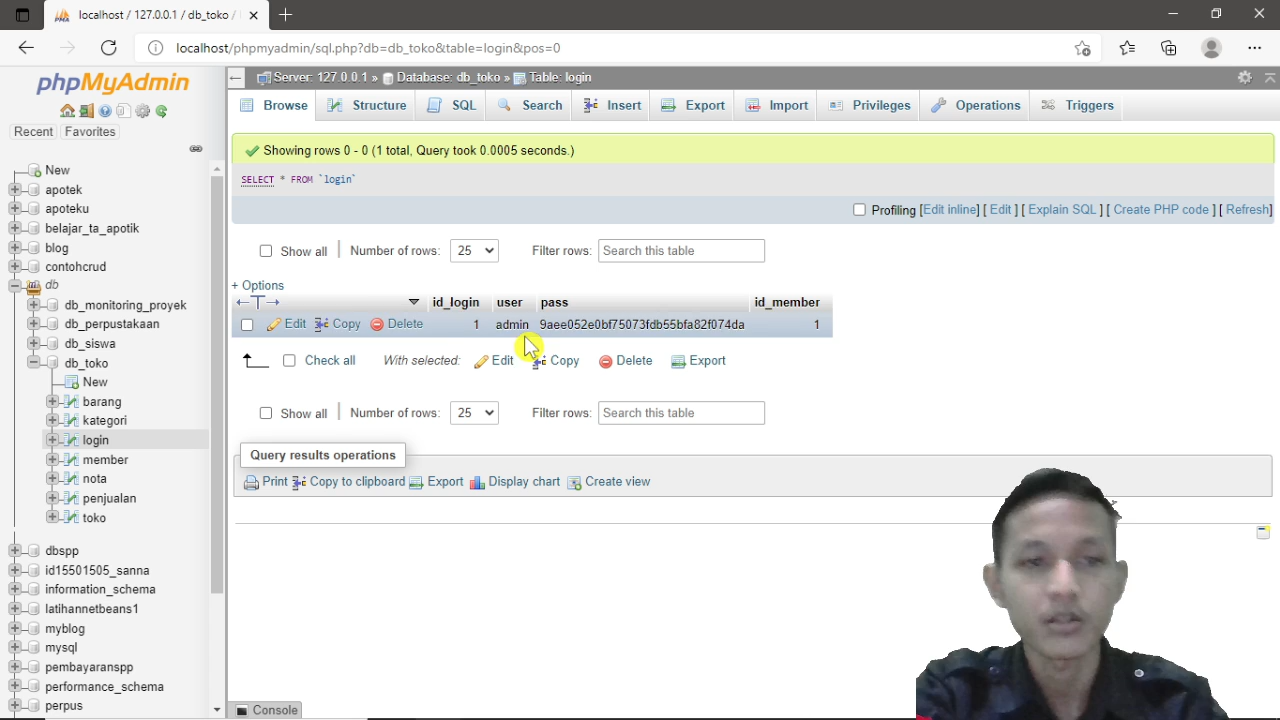 localhost / 127.0.0.1 / db_toko /
localhost/phpmyadmin/sql.php?db=db_toko&table=login&pos=0
phpMyAdmin
Recent Favorites
New
apotek
apoteku
belajar_ta_apotik
blog
contohcrud
db
db_monitoring_proyek
db_perpustakaan
db_siswa
db_toko
New
barang
kategori
login
member
nota
penjualan
toko
dbspp
id15501505_sanna
information_schema
latihannetbeans1
myblog
mysql
pembayaranspp
performance_schema
perpus
Server: 127.0.0.1 » Database: db_toko » Table: login
Browse Structure SQL Search Insert Export Import Privileges Operations Triggers
Showing rows 0 - 0 (1 total, Query took 0.0005 seconds.)
SELECT * FROM `login`
Profiling [Edit inline] [ Edit ] [ Explain SQL ] [ Create PHP code ] [ Refresh]
Show all Number of rows: 25 Filter rows: Search this table
+ Options
id_login user pass id_member
Edit Copy Delete 1 admin 9aee052e0bf75073fdb55bfa82f074da 1
Check all With selected: Edit Copy Delete Export
Show all Number of rows: 25 Filter rows: Search this table
Query results operations
Print Copy to clipboard Export Display chart Create view
Console